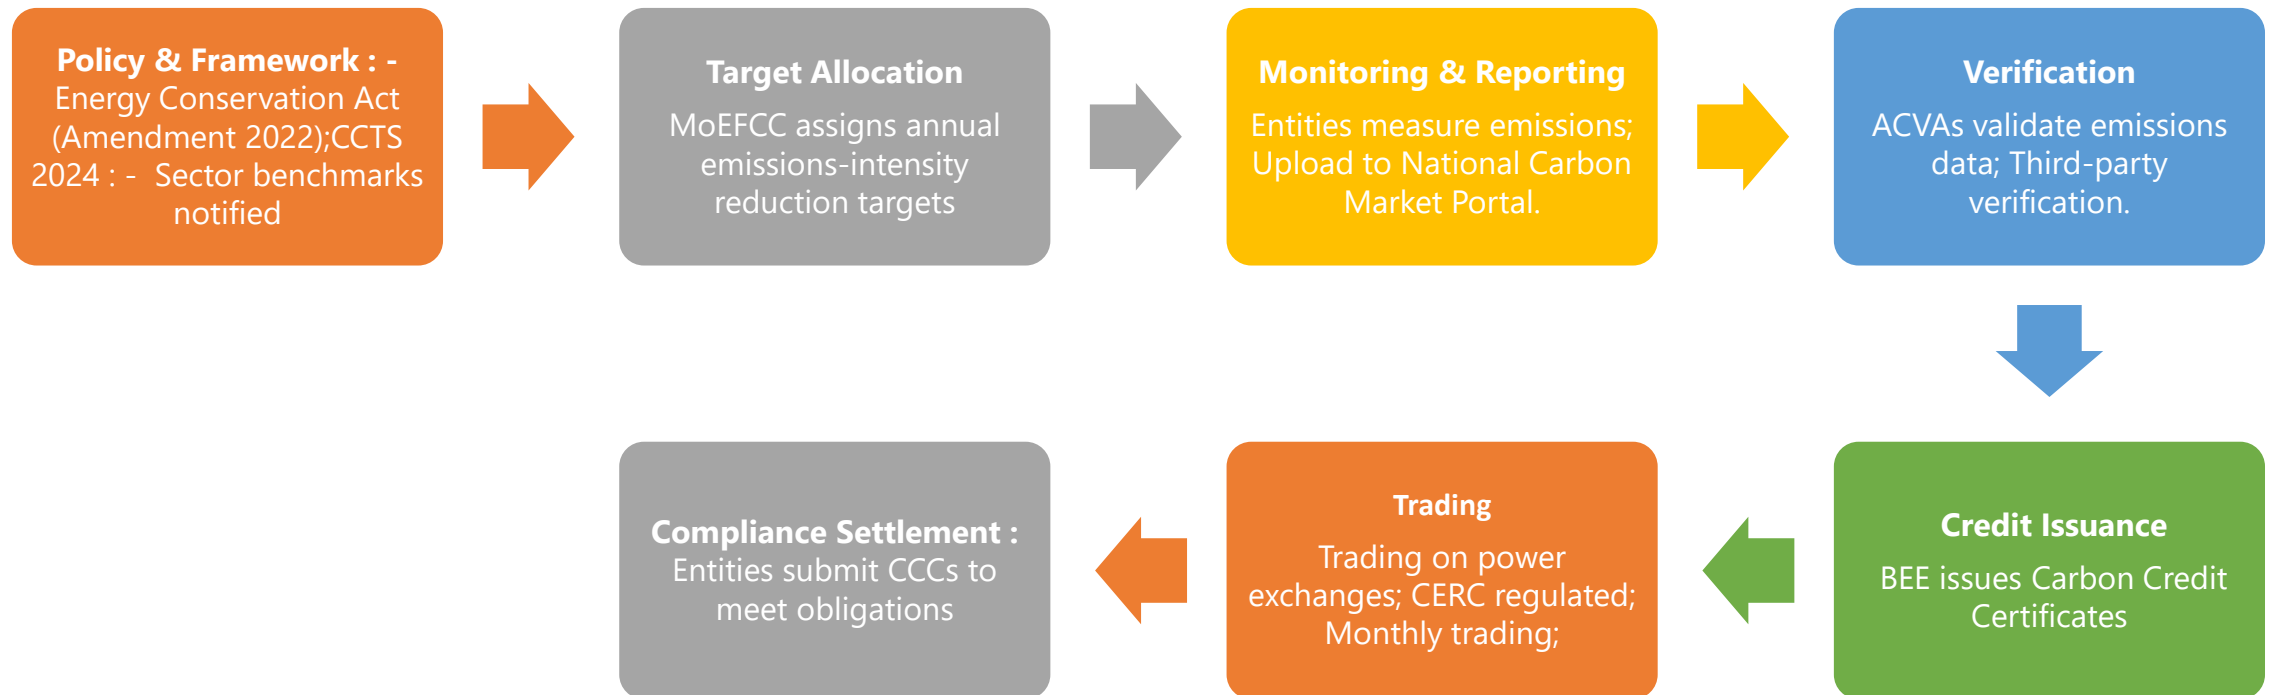 Policy & Framework : -
Energy Conservation Act
(Amendment 2022);CCTS
2024 : - Sector benchmarks
notified
Target Allocation
MoEFCC assigns annual
emissions-intensity
reduction targets
Monitoring & Reporting
Entities measure emissions;
Upload to National Carbon
Market Portal.
Verification
ACVAs validate emissions
data; Third-party
verification.
Credit Issuance
BEE issues Carbon Credit
Certificates
Trading
Trading on power
exchanges; CERC regulated;
Monthly trading;
Compliance Settlement :
Entities submit CCCs to
meet obligations